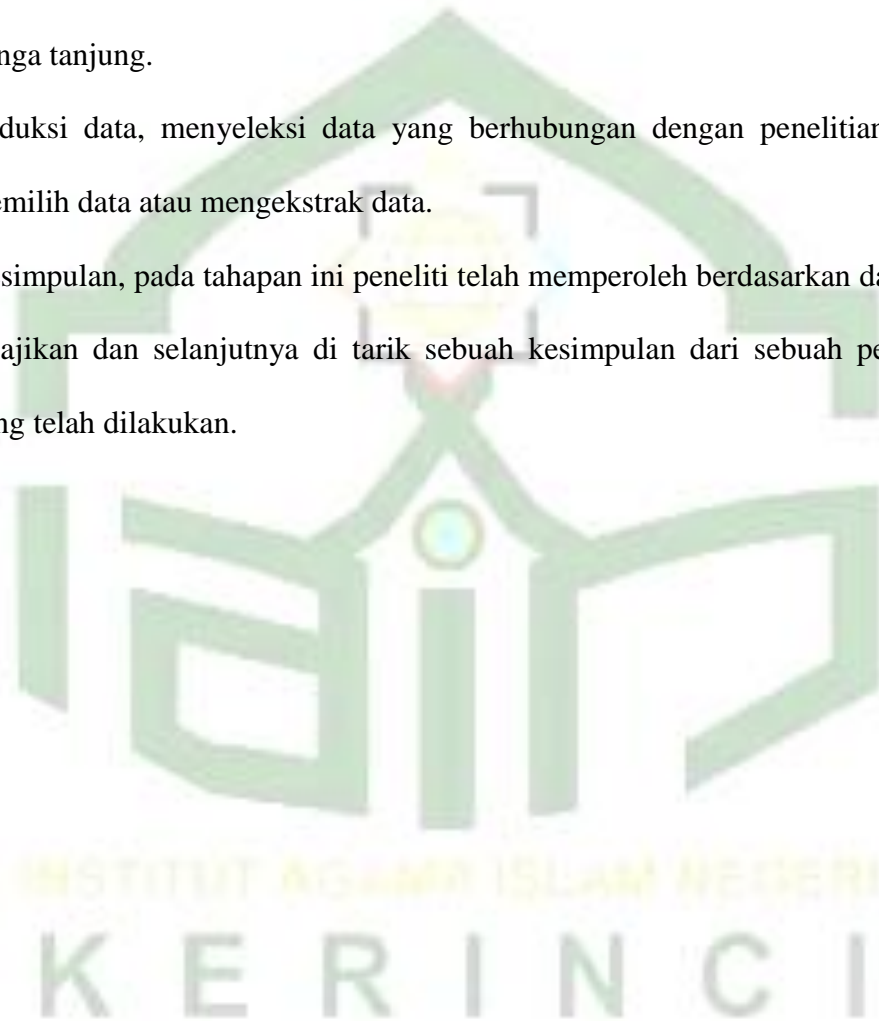 nga tanjung.
duksi data, menyeleksi data yang berhubungan dengan penelitian
emilih data atau mengekstrak data.
simpulan, pada tahapan ini peneliti telah memperoleh berdasarkan da
ajikan dan selanjutnya di tarik sebuah kesimpulan dari sebuah pe
ng telah dilakukan.
INSTITUT AGAMA ISLAM NEGERI
KERINCI